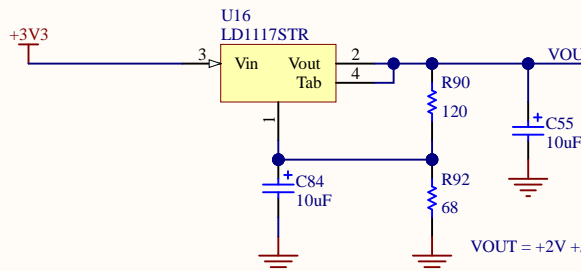 U16
LD1117STR
+3V3
3
Vin
Vout
2
Tab
4
VOU
R90
120
1
C55
10uF
C84
10uF
R92
68
VOUT = +2V +